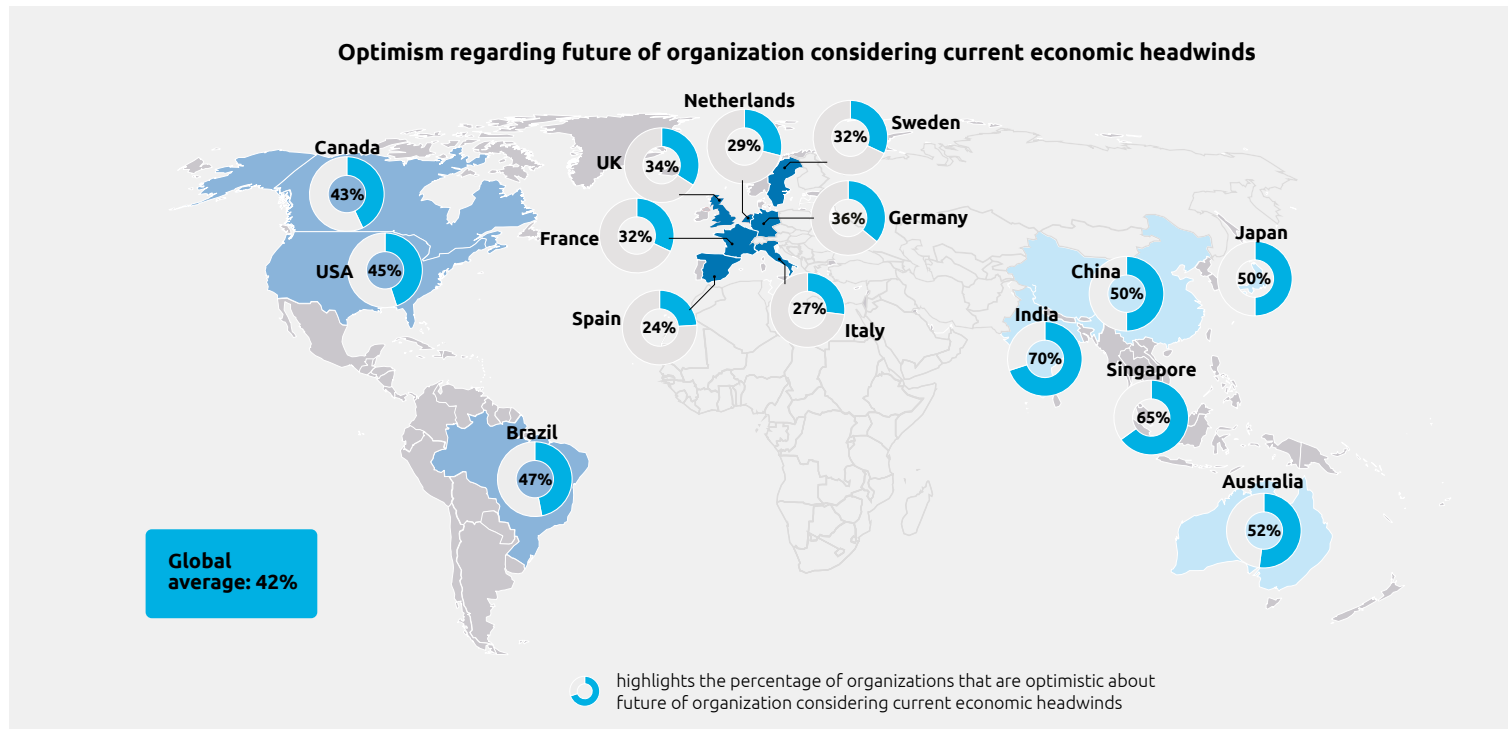 Optimism regarding future of organization considering current economic headwinds
Netherlands
29%
Sweden
32%
Canada
43%
UK
34%
France
32%
Germany
36%
USA
45%
Spain
24%
Italy
27%
Japan
50%
China
50%
India
70%
Singapore
65%
Brazil
47%
Australia
52%
Global
average: 42%
highlights the percentage of organizations that are optimistic about
future of organization considering current economic headwinds